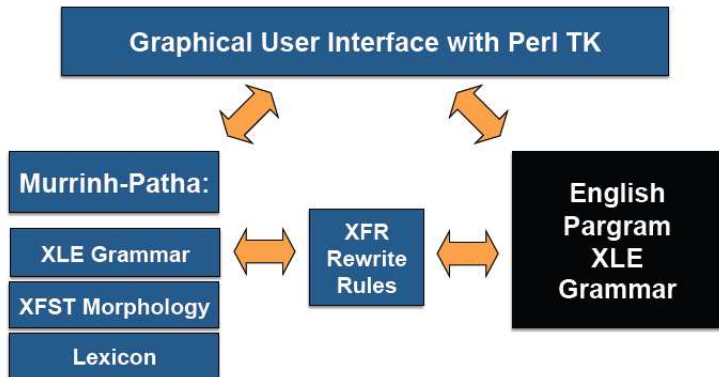 Graphical User Interface with Perl TK
Murrinh-Patha:
XLE Grammar
XFST Morphology
Lexicon
XFR
Rewrite
Rules
English
Pargram
XLE
Grammar